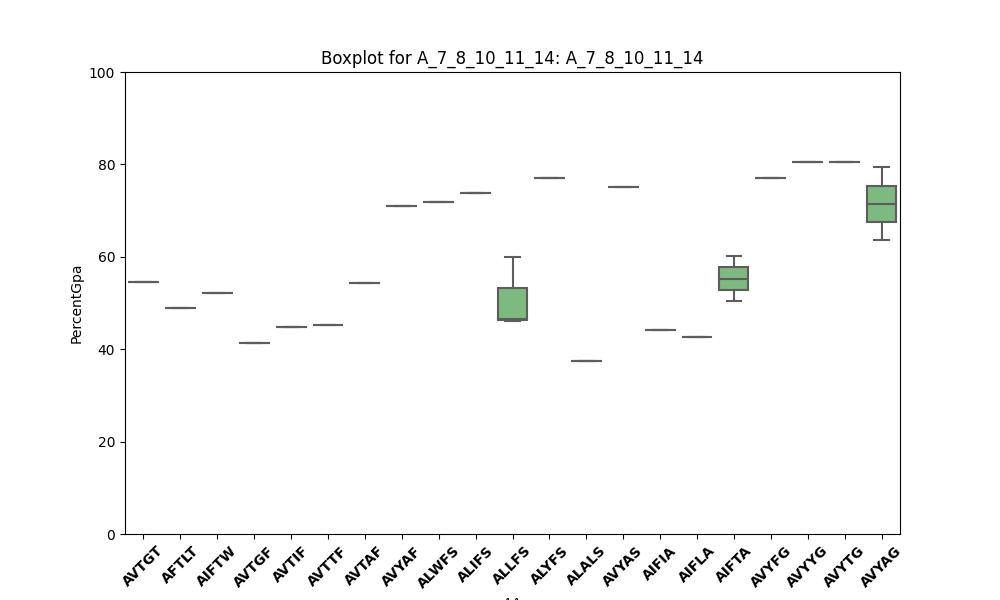 Boxplot for A_7_8_10_11_14: A_7_8_10_11_14
PercentGpa
100
80
60
40
20
0
AVTGT AFTLT AIFTW AVTGF AVTIF AVTTF AVTAF AVYAF ALWFS ALIFS ALLFS ALYFS ALALS AVYAS AIFIA AIFLA AIFTA AVYFG AVYYG AVYTG AVYAG